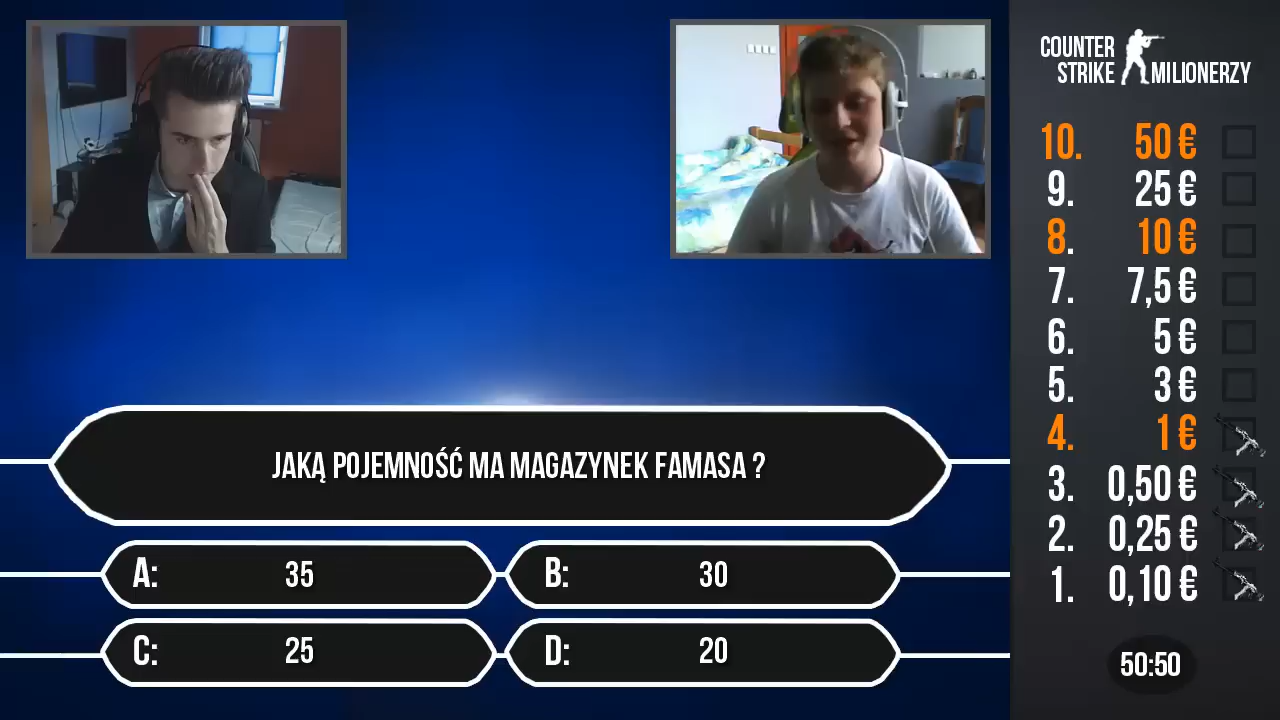 COUNTER
STRIKE MILIONERZY
10. 50 €
9. 25 €
8. 10 €
7. 7,5 €
6. 5 €
5. 3 €
4. 1 €
3. 0,50 €
2. 0,25 €
1. 0,10 €
50:50
JAKĄ POJEMNOŚĆ MA MAGAZYNEK FAMASA ?
A: 35
B: 30
C: 25
D: 20